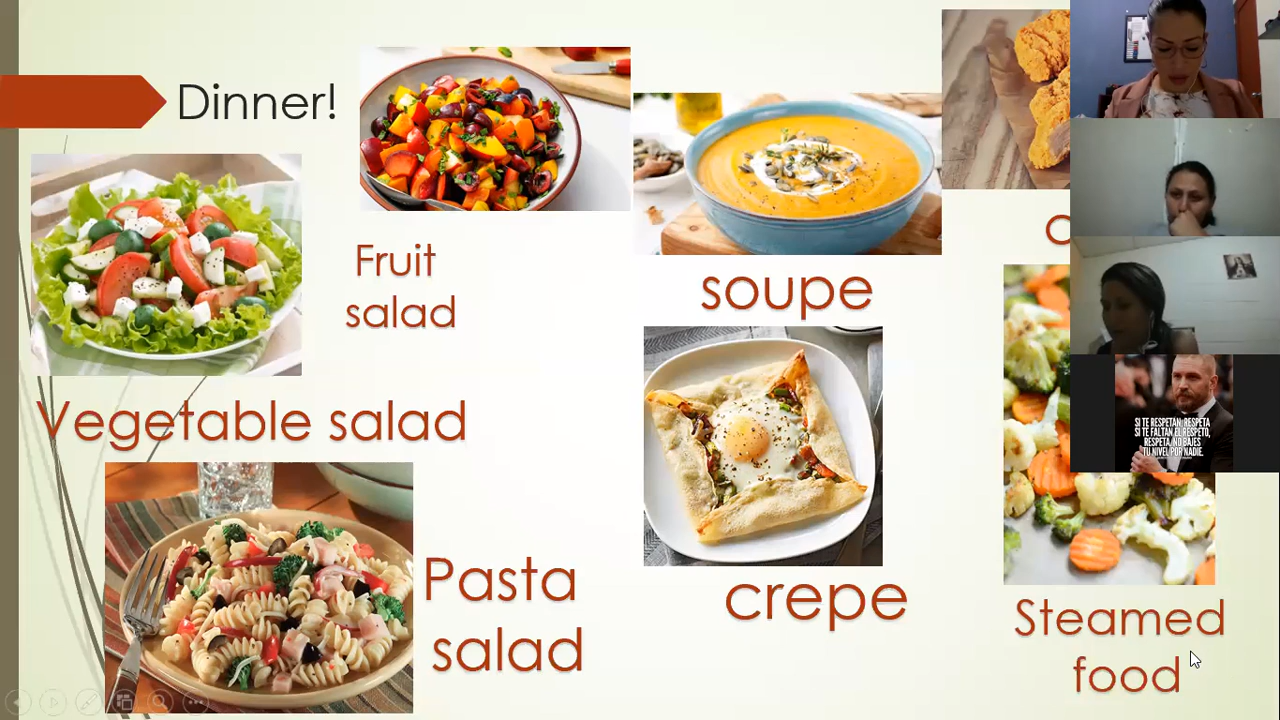 Dinner!
Fruit
salad
soupe
Vegetable salad
Pasta
salad
crepe
Steamed
food
SI TE RESPETAN, RESPETA
SI TE FALTAN EL RESPETO,
RESPETA, NO BAJES
TU NIVEL POR NADIE.